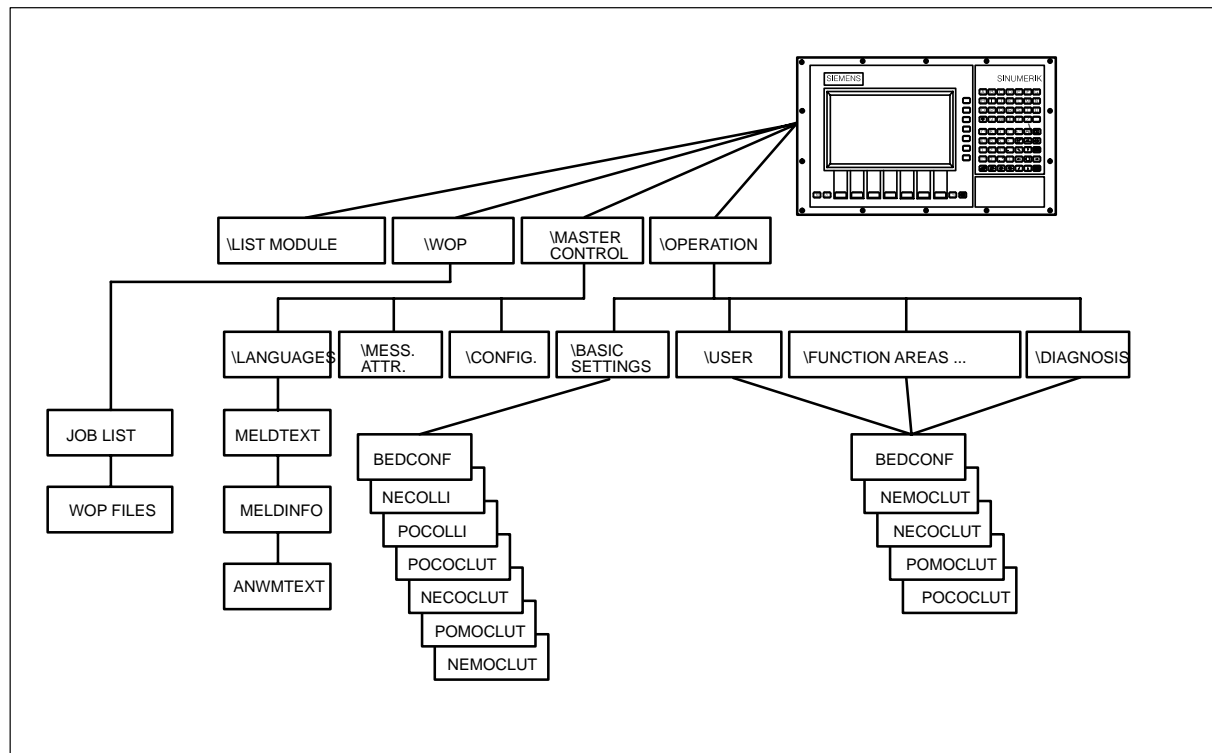 SIEMENS
SINUMERIK
\LIST MODULE
\WOP
\MASTER
CONTROL
\OPERATION
\LANGUAGES
\MESS.
ATTR.
\CONFIG.
\BASIC
SETTINGS
\USER
\FUNCTION AREAS ...
\DIAGNOSIS
JOB LIST
WOP FILES
MELDTEXT
MELDINFO
ANWMTEXT
BEDCONF
NECOLLI
POCOLLI
POCOCLUT
NECOCLUT
POMOCLUT
NEMOCLUT
BEDCONF
NEMOCLUT
NECOCLUT
POMOCLUT
POCOCLUT